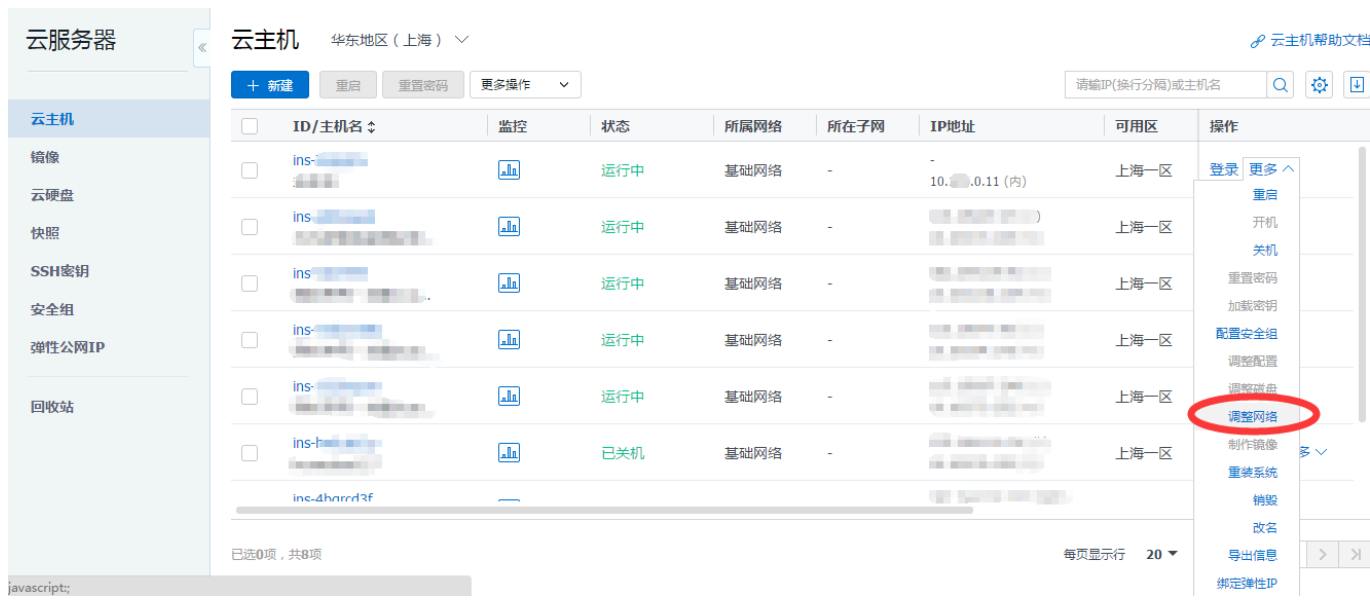 云服务器
云主机
镜像
云硬盘
快照
SSH密钥
安全组
弹性公网IP
回收站
云主机 华东地区（上海）
云主机帮助文档
+ 新建 重启 重置密码 更多操作
请输IP(换行分隔)或主机名
ID/主机名 监控 状态 所属网络 所在子网 IP地址 可用区 操作
ins- 运行中 基础网络 - - 上海一区 登录 更多
10. .0.11 (内)
ins- 运行中 基础网络 - 上海一区
ins- 运行中 基础网络 - 上海一区
ins- 运行中 基础网络 - 上海一区
ins- 运行中 基础网络 - 上海一区
ins-h 已关机 基础网络 - 上海一区 多
ins-4bqrcd3f
重启
开机
关机
重置密码
加载密钥
配置安全组
调整配置
调整磁盘
调整网络
制作镜像
重装系统
销毁
改名
导出信息
绑定弹性IP
已选0项，共8项 每页显示行 20
javascript:;